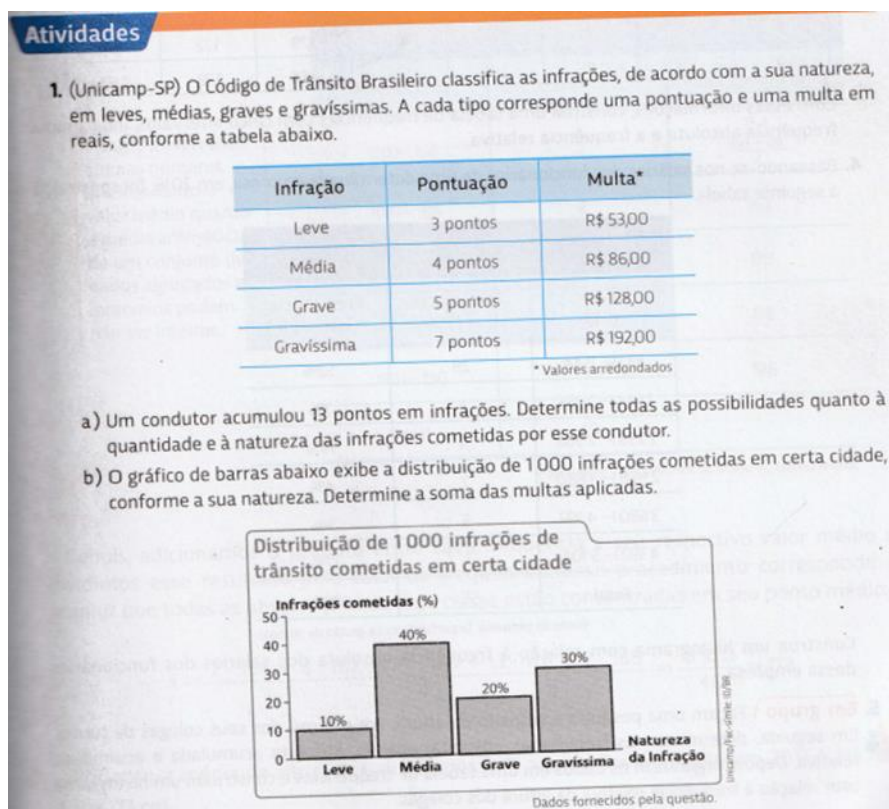 Atividades
1. (Unicamp-SP) O Código de Trânsito Brasileiro classifica as infrações, de acordo com a sua natureza,
em leves, médias, graves e gravíssimas. A cada tipo corresponde uma pontuação e uma multa em
reais, conforme a tabela abaixo.
Infração Pontuação Multa*
Leve 3 pontos R$ 53,00
Média 4 pontos R$ 86,00
Grave 5 pontos R$ 128,00
Gravíssima 7 pontos R$ 192,00
* Valores arredondados
a) Um condutor acumulou 13 pontos em infrações. Determine todas as possibilidades quanto à
quantidade e à natureza das infrações cometidas por esse condutor.
b) O gráfico de barras abaixo exibe a distribuição de 1 000 infrações cometidas em certa cidade,
conforme a sua natureza. Determine a soma das multas aplicadas.
Distribuição de 1 000 infrações de
trânsito cometidas em certa cidade
Infrações cometidas (%)
50
40
30
20
10
0
10%
40%
20%
30%
Leve Média Grave Gravíssima
Natureza
da Infração
Dados fornecidos pela questão.